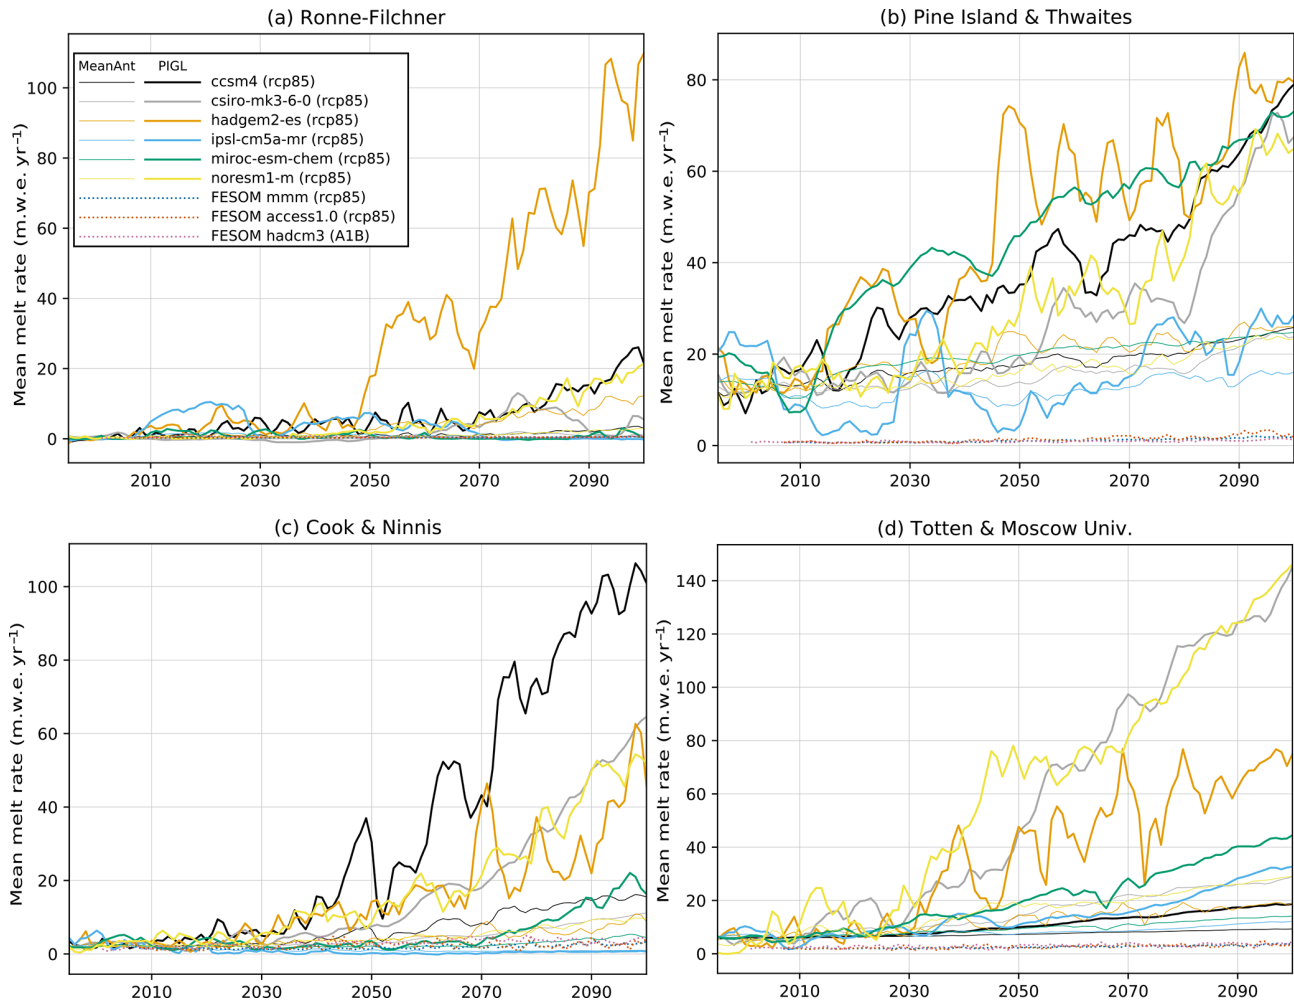 (a) Ronne-Filchner
Mean melt rate (m.w.e. yr⁻¹)
100
80
60
40
20
0
2010 2030 2050 2070 2090
MeanAnt PIGL
ccsm4 (rcp85)
csiro-mk3-6-0 (rcp85)
hadgem2-es (rcp85)
ipsl-cm5a-mr (rcp85)
miroc-esm-chem (rcp85)
noresm1-m (rcp85)
FESOM mmm (rcp85)
FESOM access1.0 (rcp85)
FESOM hadcm3 (A1B)
(b) Pine Island & Thwaites
Mean melt rate (m.w.e. yr⁻¹)
80
60
40
20
0
2010 2030 2050 2070 2090
(c) Cook & Ninnis
Mean melt rate (m.w.e. yr⁻¹)
100
80
60
40
20
0
2010 2030 2050 2070 2090
(d) Totten & Moscow Univ.
Mean melt rate (m.w.e. yr⁻¹)
140
120
100
80
60
40
20
0
2010 2030 2050 2070 2090